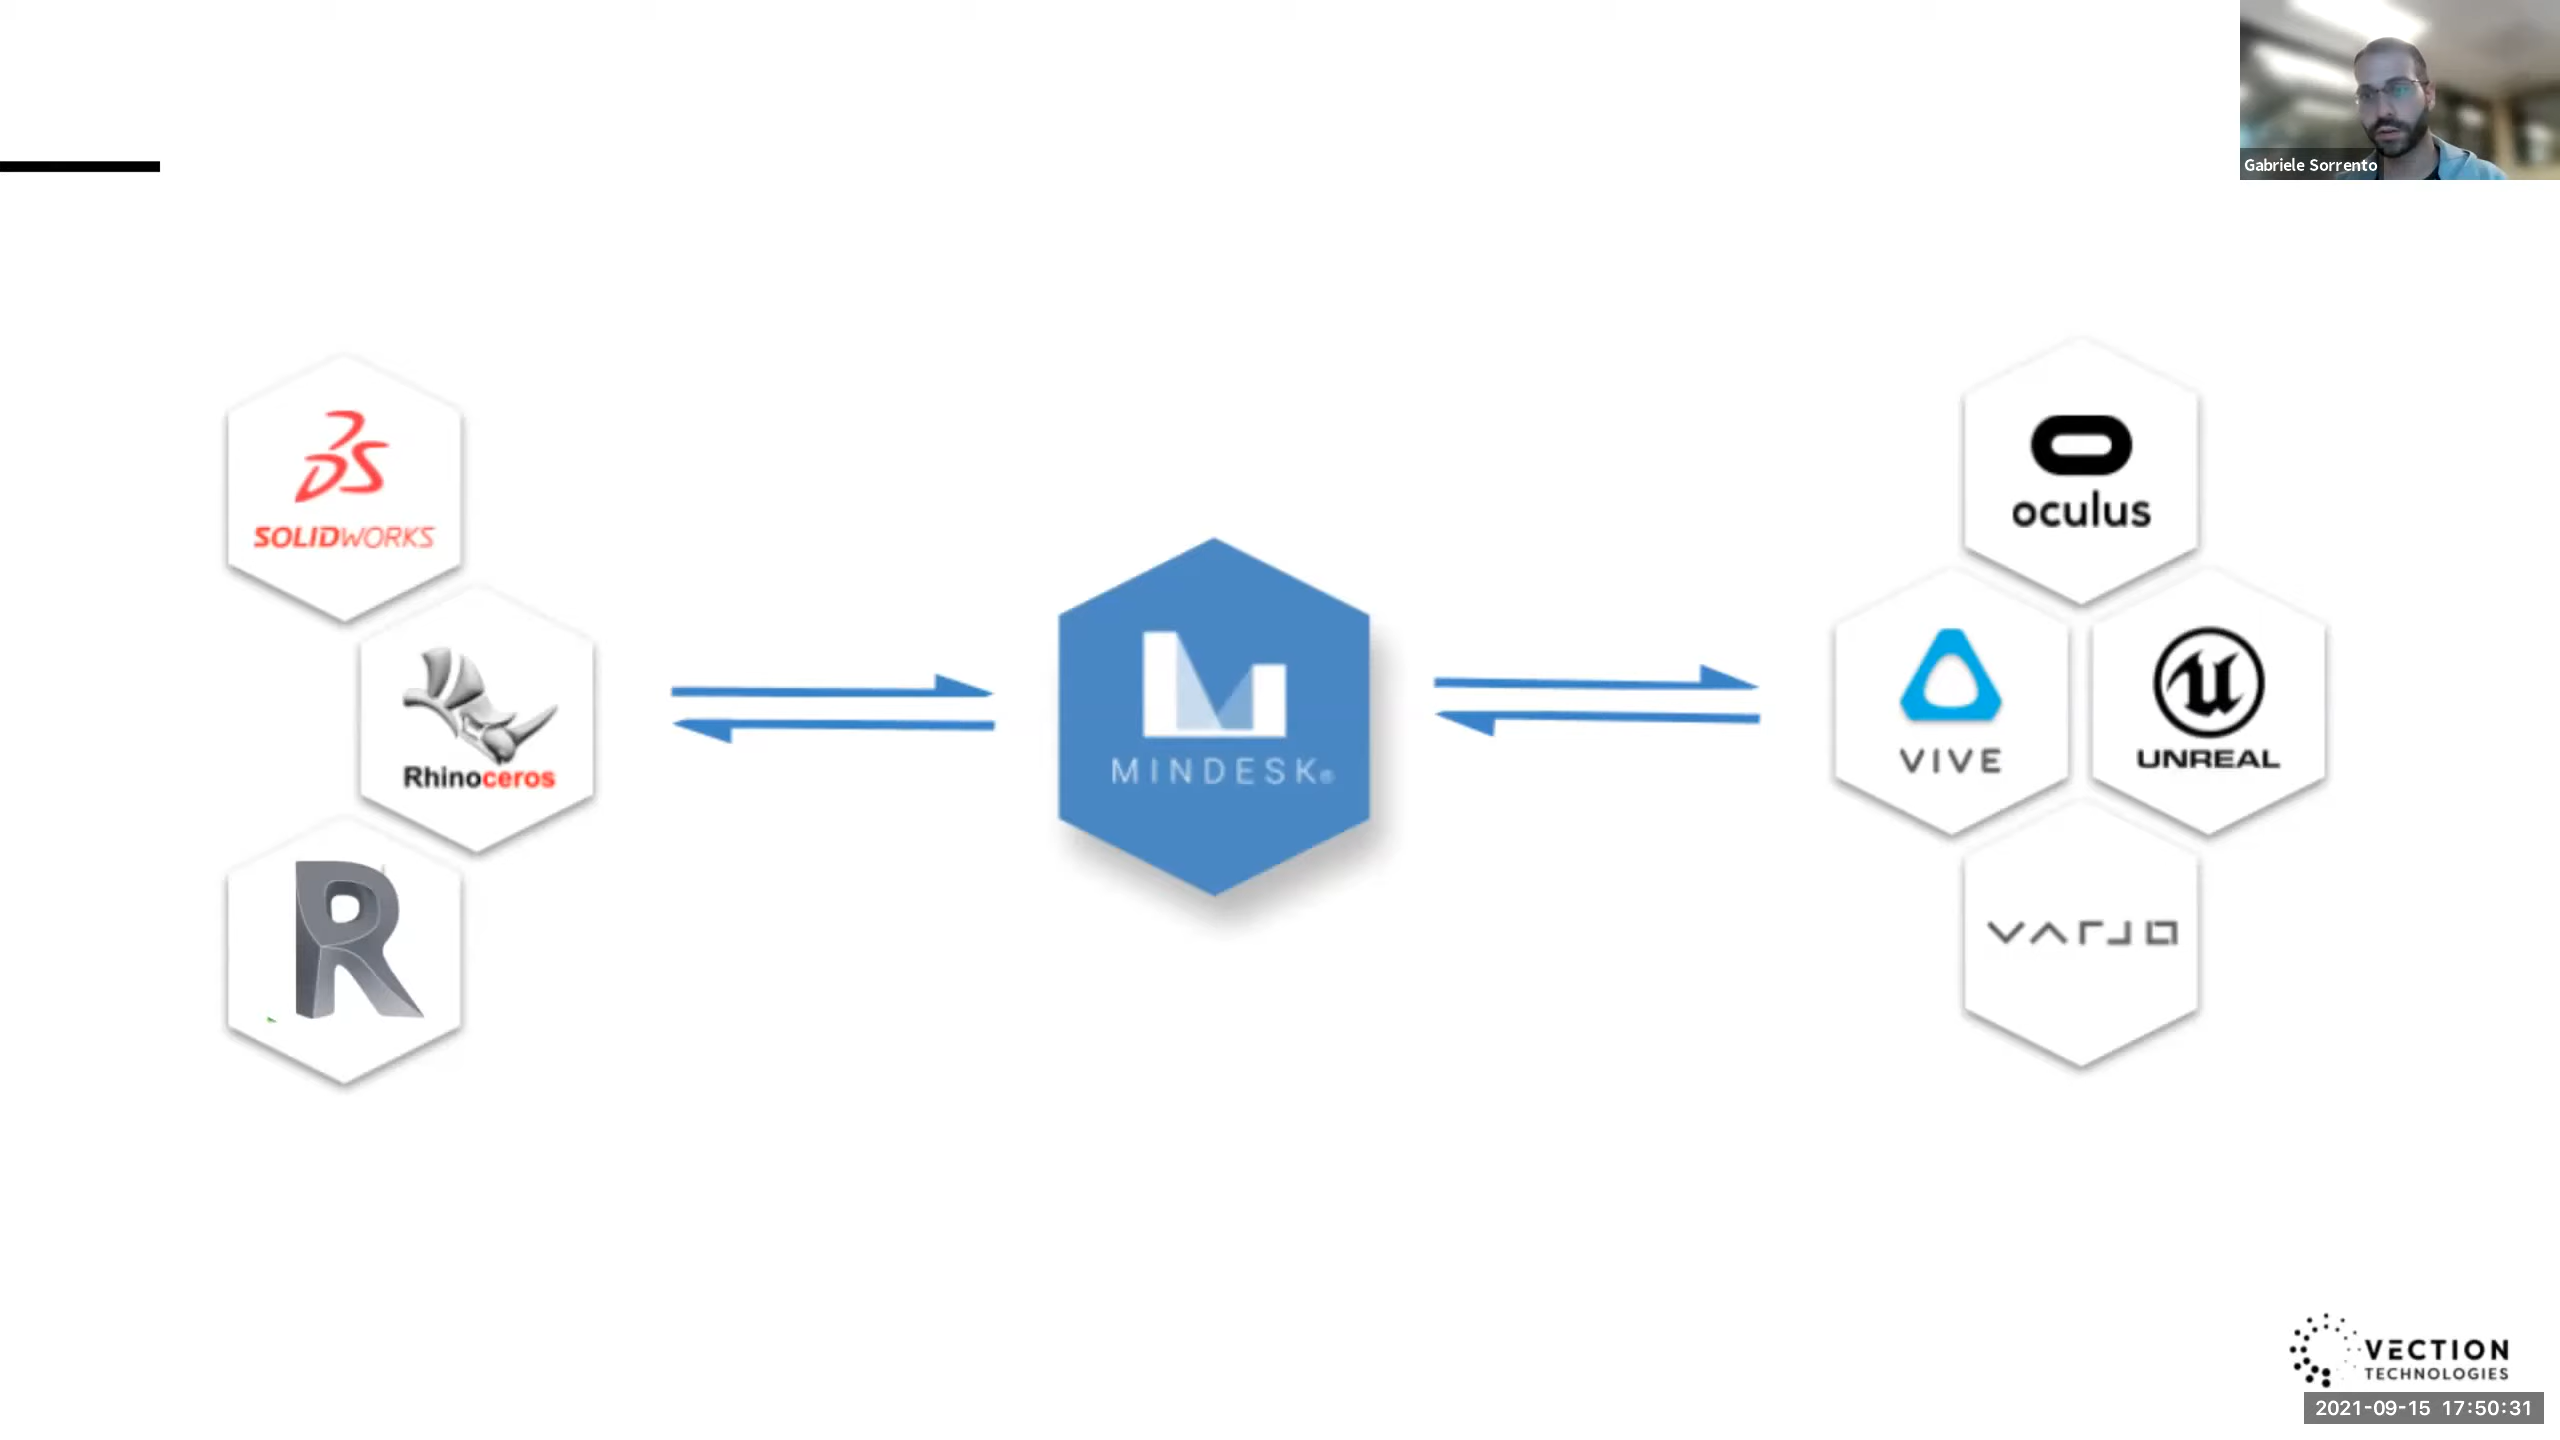 Gabriele Sorrento
SOLIDWORKS
Rhinoceros
R
MINDESK®
oculus
VIVE
UNREAL
VARJO
VECTION
TECHNOLOGIES
2021-09-15 17:50:31